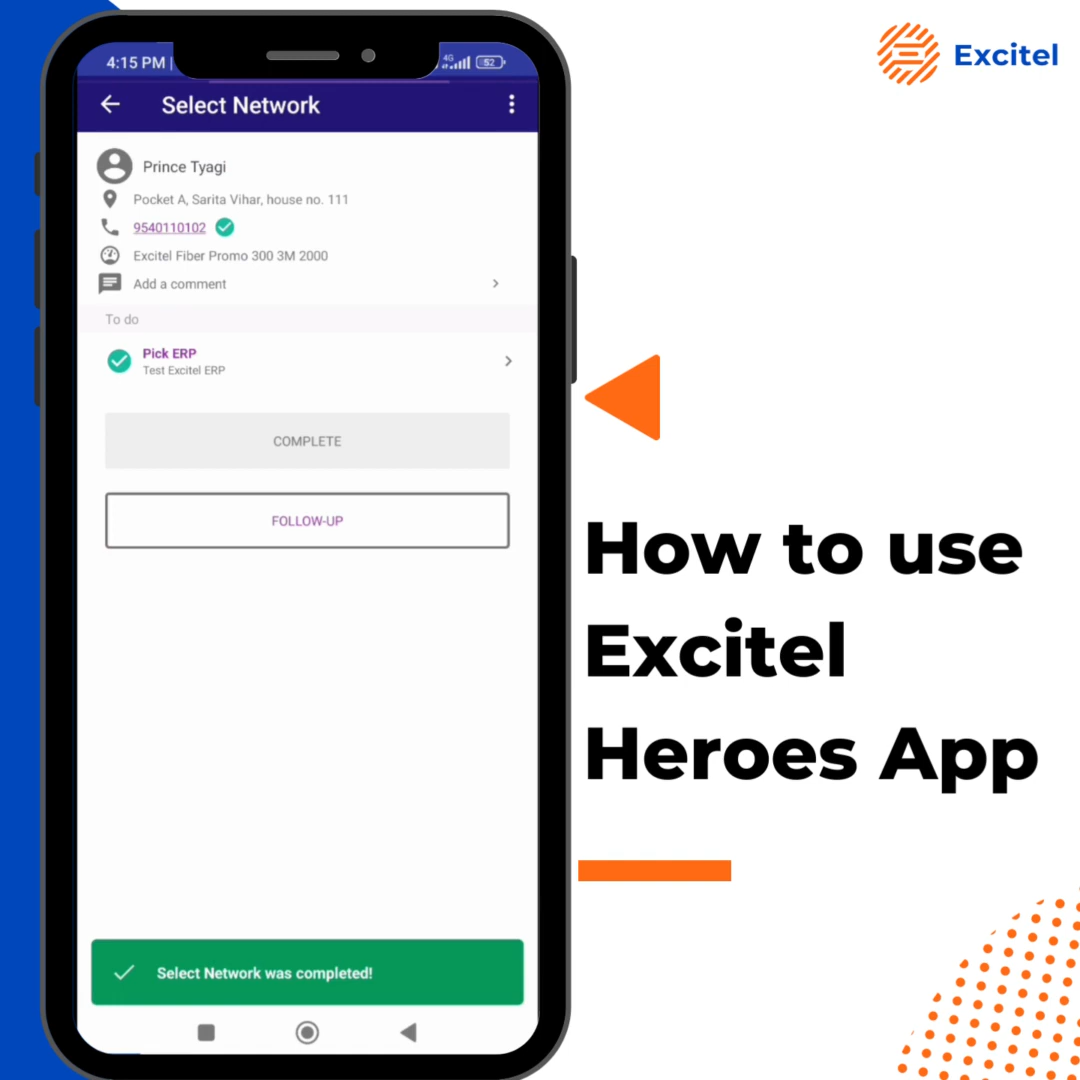 4:15 PM
4G
52
Excitel
Select Network
Prince Tyagi
Pocket A, Sarita Vihar, house no. 111
9540110102
Excitel Fiber Promo 300 3M 2000
Add a comment
To do
Pick ERP
Test Excitel ERP
COMPLETE
FOLLOW-UP
How to use
Excitel
Heroes App
Select Network was completed!